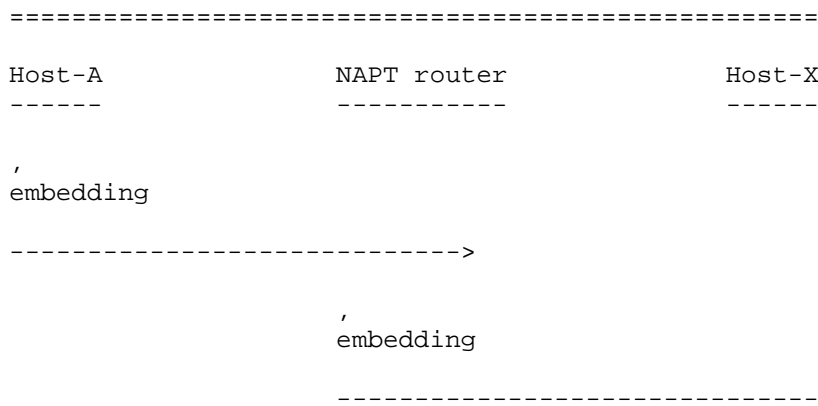 ====================================================
Host-A NAPT router Host-X
------ ----------- ------
,
embedding
----------------------------->
,
embedding
-------------------------------